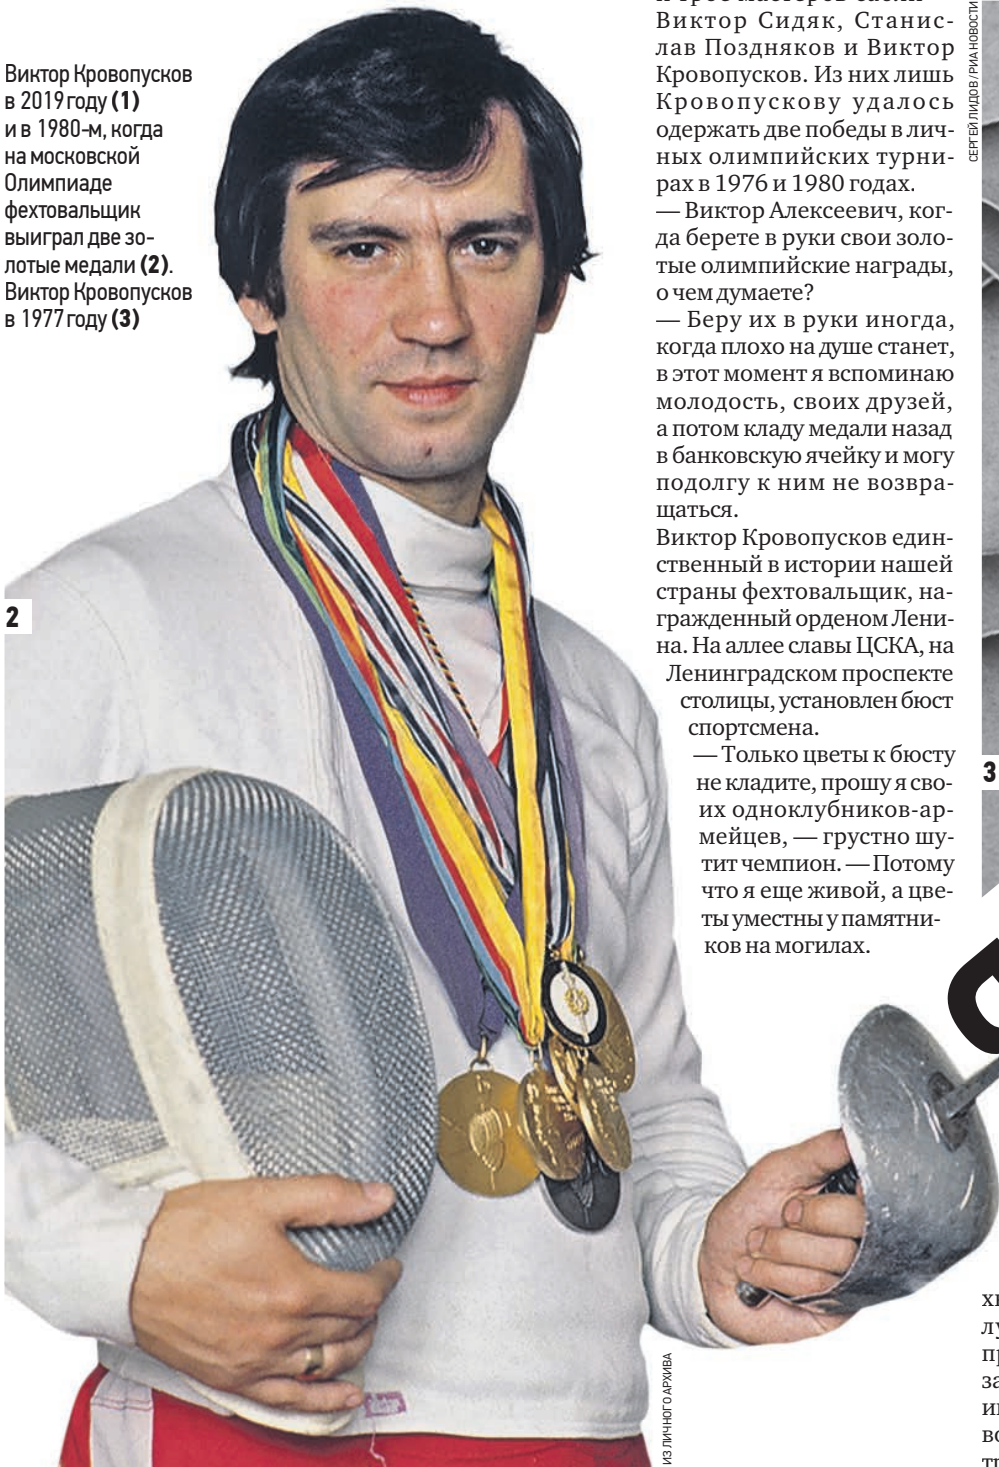 Виктор Кровопусков
в 2019 году (1)
и в 1980-м, когда
на московской
Олимпиаде
фехтовальщик
выиграл две зо-
лотые медали (2).
Виктор Кровопусков
в 1977 году (3)
2
Виктор Сидяк, Станис-
лав Поздняков и Виктор
Кровопусков. Из них лишь
Кровопускову удалось
одержать две победы в лич-
ных олимпийских турни-
рах в 1976 и 1980 годах.
— Виктор Алексеевич, ког-
да берете в руки свои золо-
тые олимпийские награды,
о чем думаете?
— Беру их в руки иногда,
когда плохо на душе станет,
в этот момент я вспоминаю
молодость, своих друзей,
а потом кладу медали назад
в банковскую ячейку и могу
подолгу к ним не возвра-
щаться.
Виктор Кровопусков един-
ственный в истории нашей
страны фехтовальщик, на-
гражденный орденом Лени-
на. На аллее славы ЦСКА, на
Ленинградском проспекте
столицы, установлен бюст
спортсмена.
— Только цветы к бюсту
не кладите, прошу я сво-
их одноклубников-ар-
мейцев, — грустно шу-
тит чемпион. — Потому
что я еще живой, а цве-
ты уместны у памятни-
ков на могилах.
СЕРГЕЙ ЛИДОВ/РИА НОВОСТИ
3
ИЗ ЛИЧНОГО АРХИВА